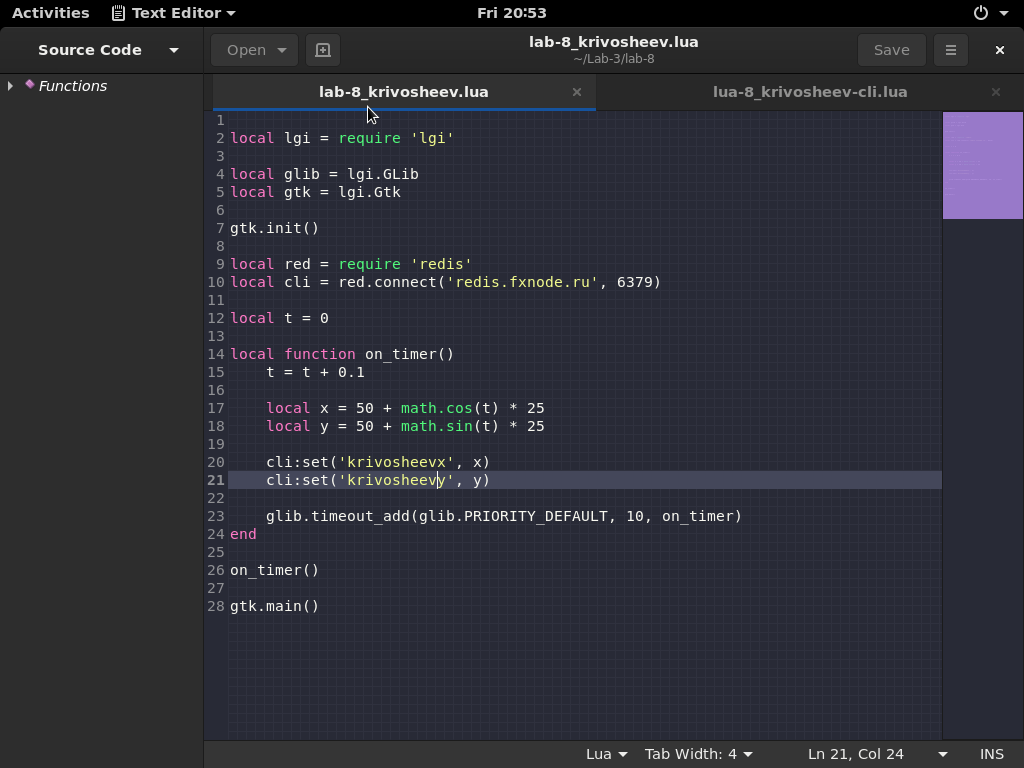 Activities Text Editor Fri 20:53
Source Code Open lab-8_krivosheev.lua Save
~/Lab-3/lab-8
Functions
lab-8_krivosheev.lua lua-8_krivosheev-cli.lua
1
2 local lgi = require 'lgi'
3
4 local glib = lgi.GLib
5 local gtk = lgi.Gtk
6
7 gtk.init()
8
9 local red = require 'redis'
10 local cli = red.connect('redis.fxnode.ru', 6379)
11
12 local t = 0
13
14 local function on_timer()
15     t = t + 0.1
16
17     local x = 50 + math.cos(t) * 25
18     local y = 50 + math.sin(t) * 25
19
20     cli:set('krivosheevx', x)
21     cli:set('krivosheevy', y)
22
23     glib.timeout_add(glib.PRIORITY_DEFAULT, 10, on_timer)
24 end
25
26 on_timer()
27
28 gtk.main()
Lua Tab Width: 4 Ln 21, Col 24 INS